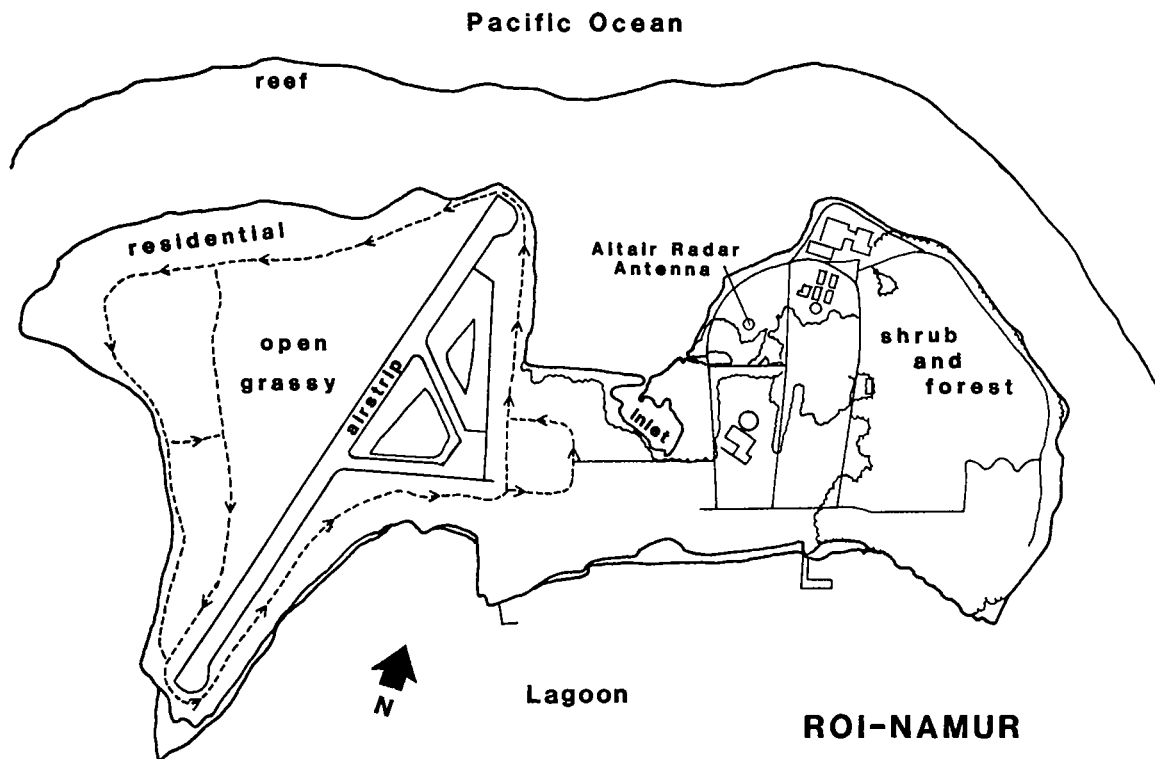 Pacific Ocean
reef
residential
Altair Radar
Antenna
open
grassy
airstrip
shrub
and
forest
inlet
N
Lagoon
ROI-NAMUR